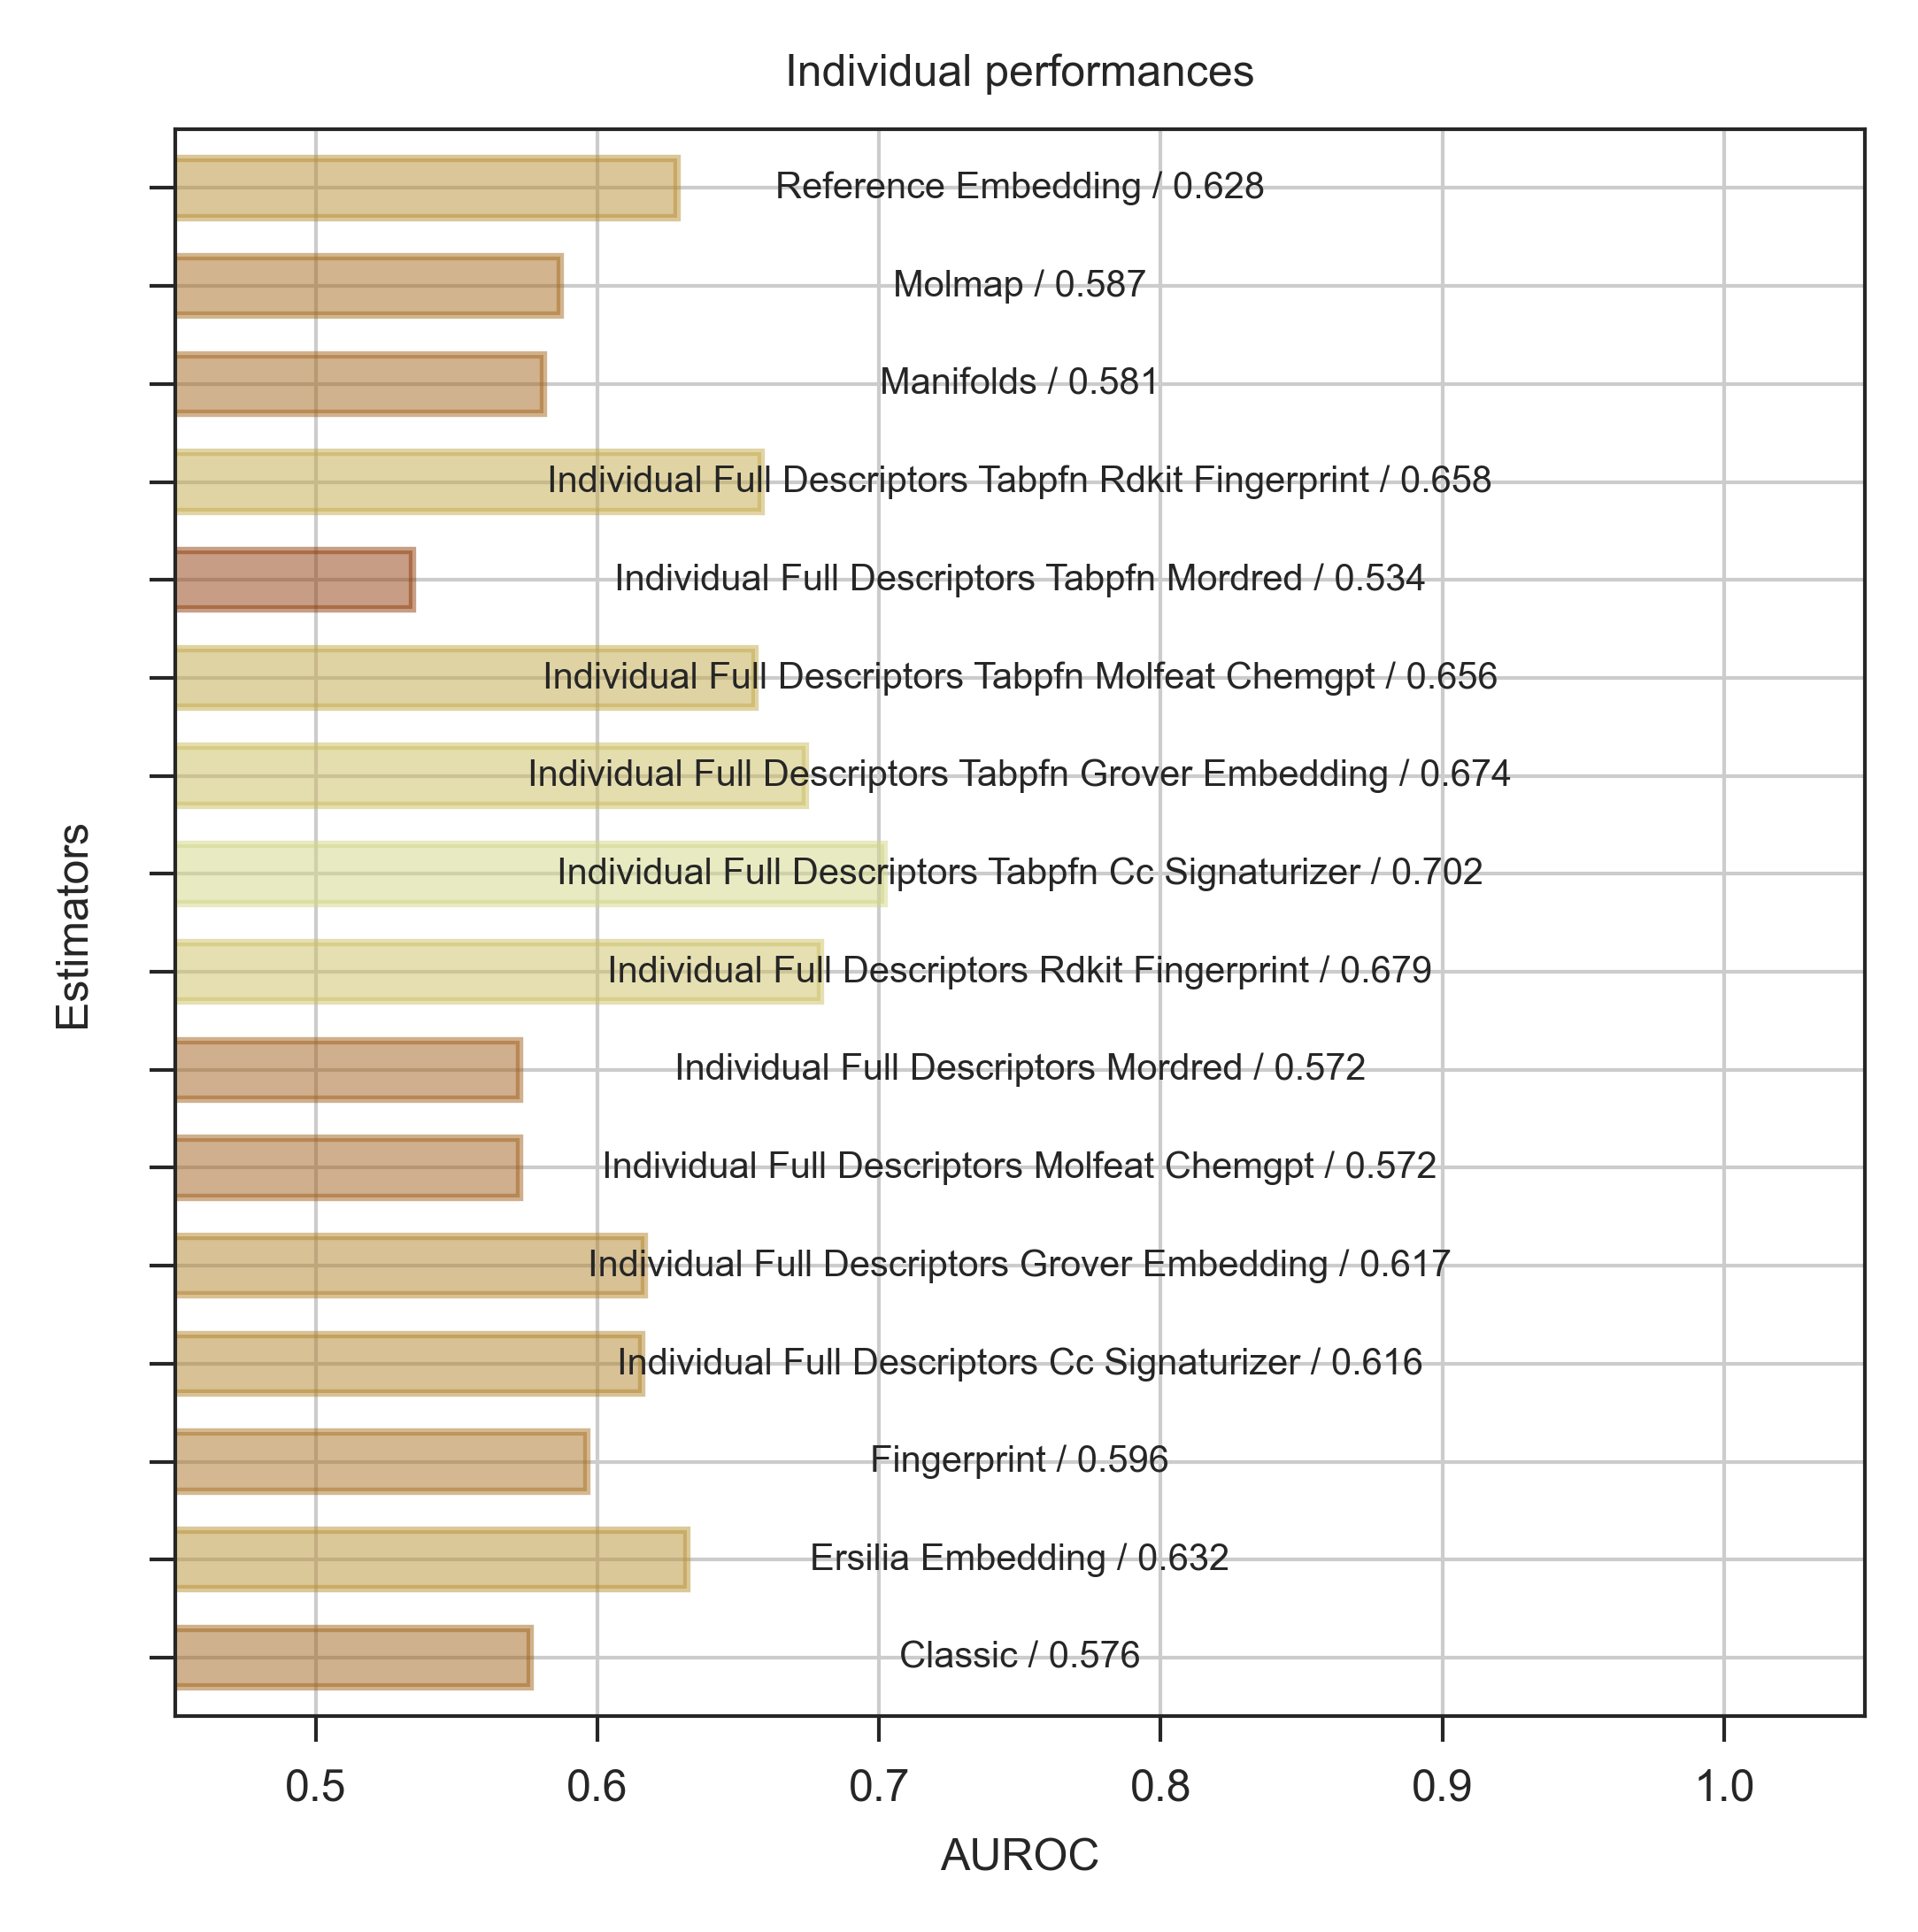 Individual performances
Reference Embedding / 0.628
Molmap / 0.587
Manifolds / 0.581
Individual Full Descriptors Tabpfn Rdkit Fingerprint / 0.658
Individual Full Descriptors Tabpfn Mordred / 0.534
Individual Full Descriptors Tabpfn Molfeat Chemgpt / 0.656
Individual Full Descriptors Tabpfn Grover Embedding / 0.674
Individual Full Descriptors Tabpfn Cc Signaturizer / 0.702
Individual Full Descriptors Rdkit Fingerprint / 0.679
Individual Full Descriptors Mordred / 0.572
Individual Full Descriptors Molfeat Chemgpt / 0.572
Individual Full Descriptors Grover Embedding / 0.617
Individual Full Descriptors Cc Signaturizer / 0.616
Fingerprint / 0.596
Ersilia Embedding / 0.632
Classic / 0.576
Estimators
0.5 0.6 0.7 0.8 0.9 1.0
AUROC